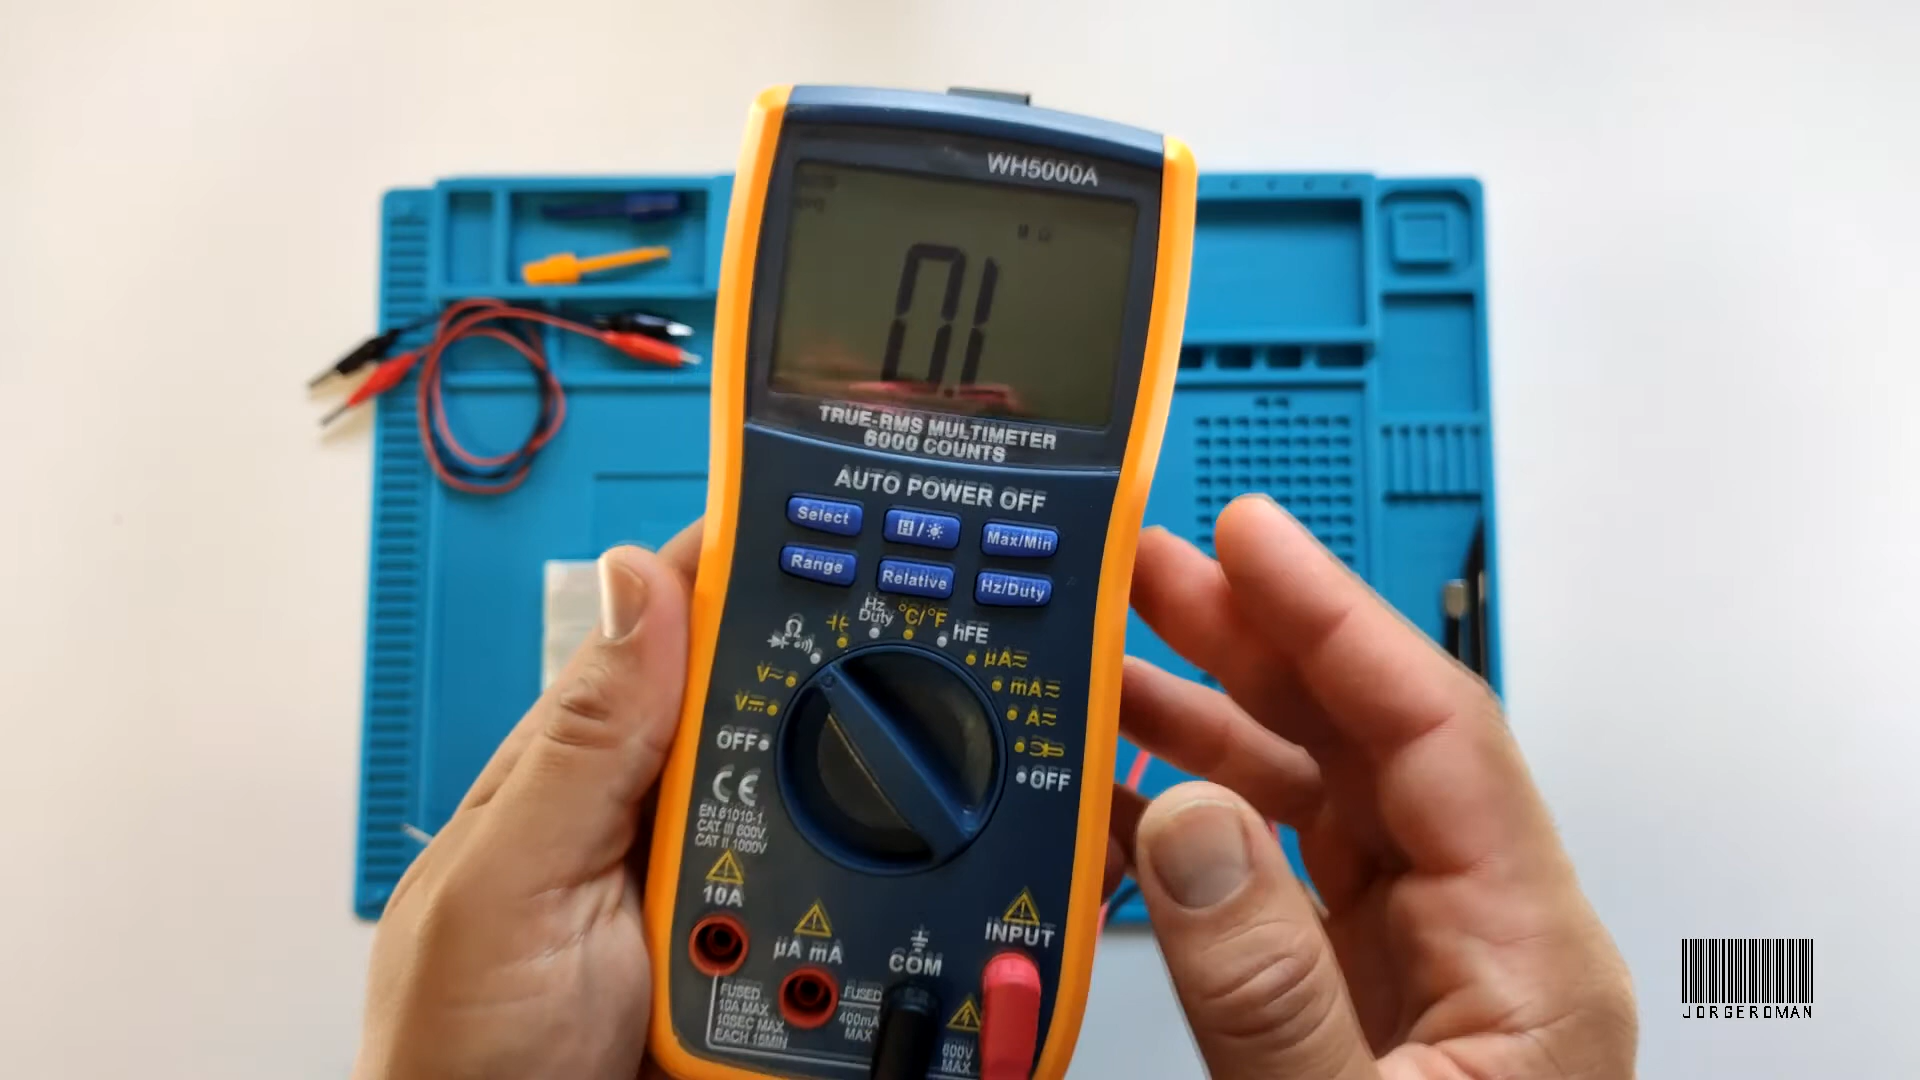 WH5000A
MΩ
0.L
TRUE-RMS MULTIMETER
6000 COUNTS
AUTO POWER OFF
Select
H/☀
Max/Min
Range
Relative
Hz/Duty
Ω
Hz
Duty
°C/°F
hFE
V~
V⎓
OFF
µA
mA
A
OFF
CE
EN 61010-1
CAT III 600V
CAT II 1000V
10A
µA mA
COM
INPUT
FUSED
10A MAX
10SEC MAX
EACH 15MIN
FUSED
400mA
MAX
600V
MAX
JORGEROMAN